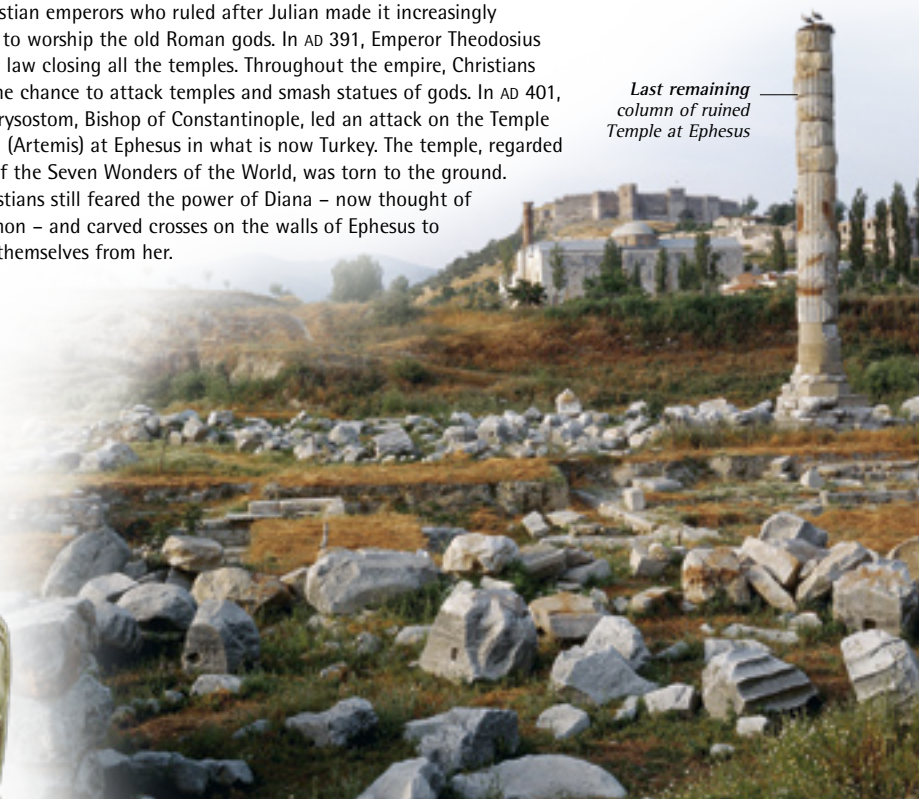 stian emperors who ruled after Julian made it increasingly
to worship the old Roman gods. In AD 391, Emperor Theodosius
law closing all the temples. Throughout the empire, Christians
he chance to attack temples and smash statues of gods. In AD 401,
rysostom, Bishop of Constantinople, led an attack on the Temple
(Artemis) at Ephesus in what is now Turkey. The temple, regarded
f the Seven Wonders of the World, was torn to the ground.
stians still feared the power of Diana – now thought of
non – and carved crosses on the walls of Ephesus to
themselves from her.
Last remaining
column of ruined
Temple at Ephesus